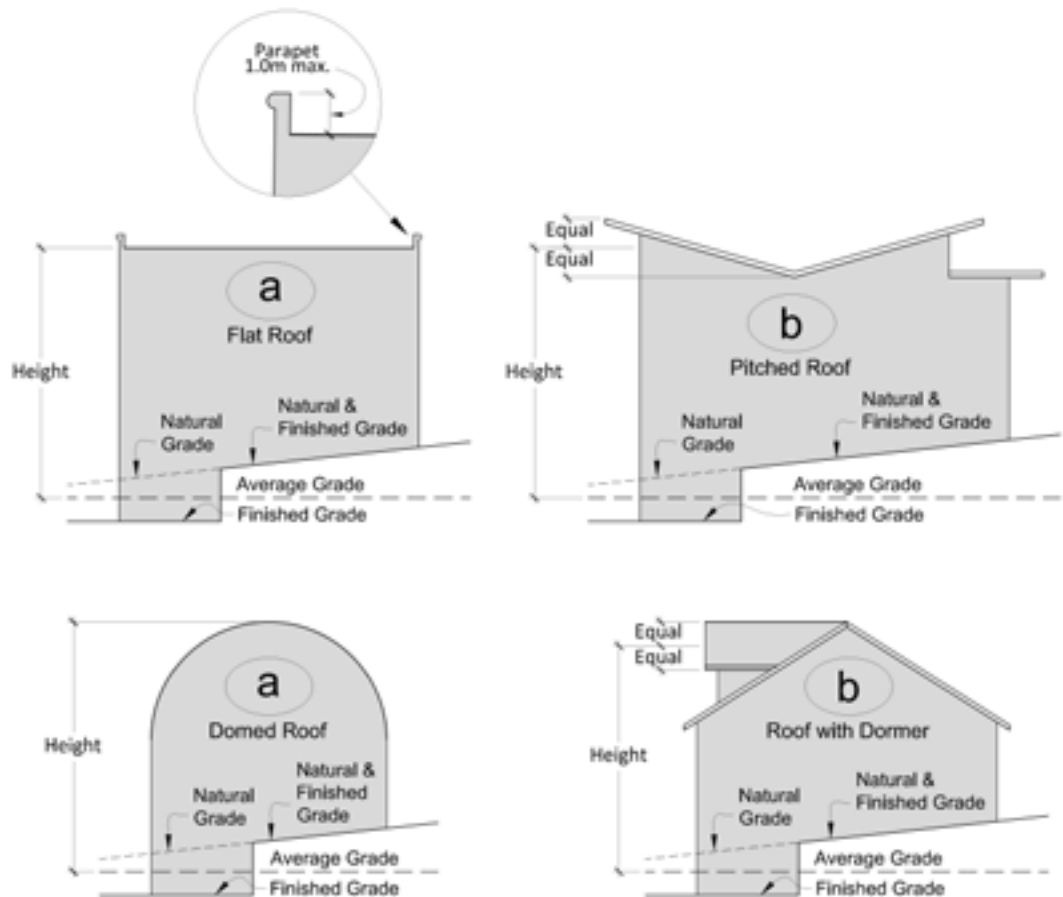 Parapet
1.0m max.
a
Flat Roof
Height
Natural
Grade
Natural &
Finished Grade
Average Grade
Finished Grade
Equal
Equal
b
Pitched Roof
Height
Natural
Grade
Natural &
Finished Grade
Average Grade
Finished Grade
a
Domed Roof
Height
Natural
Grade
Natural &
Finished
Grade
Average Grade
Finished Grade
Equal
Equal
b
Roof with Dormer
Height
Natural
Grade
Natural &
Finished Grade
Average Grade
Finished Grade